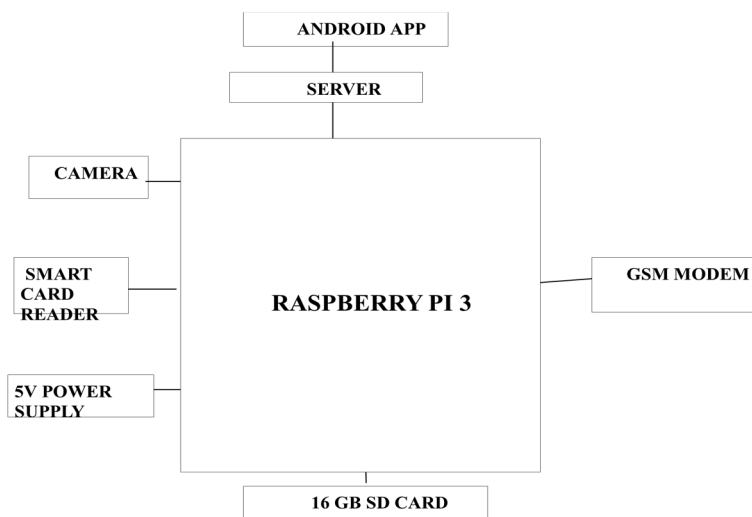 ANDROID APP
SERVER
CAMERA
SMART
CARD
READER
RASPBERRY PI 3
GSM MODEM
5V POWER
SUPPLY
16 GB SD CARD